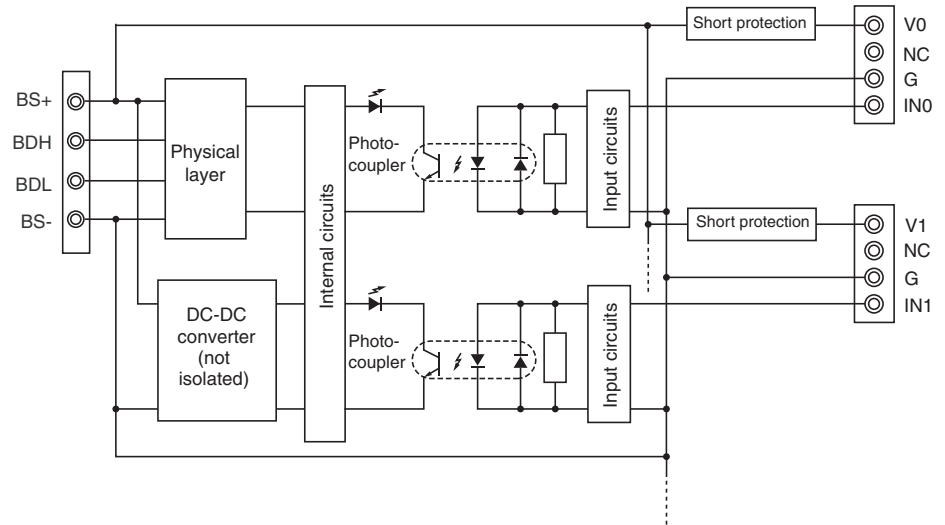 Short protection
V0
NC
G
IN0
BS+
BDH
BDL
BS-
Physical
layer
Internal circuits
Photo-
coupler
Input circuits
Short protection
V1
NC
G
IN1
DC-DC
converter
(not
isolated)
Photo-
coupler
Input circuits